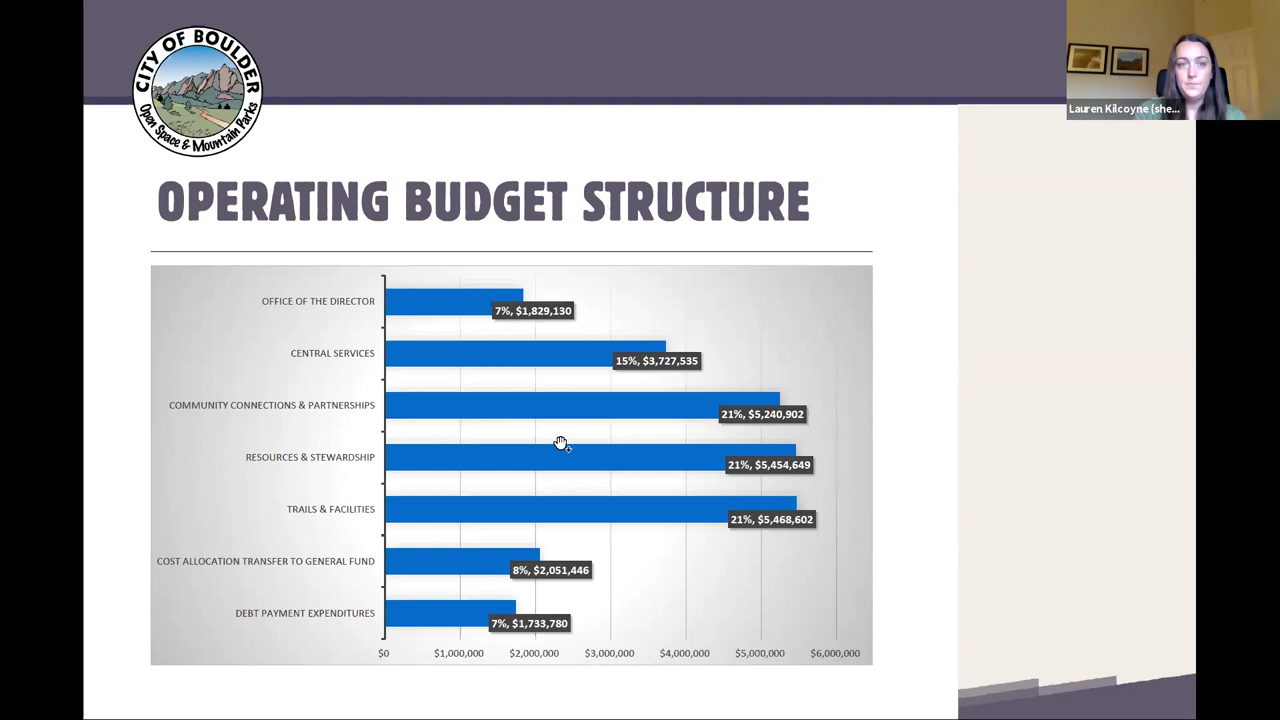 CITY OF BOULDER
Open Space & Mountain Parks
Lauren Kilcoyne (she...
OPERATING BUDGET STRUCTURE
OFFICE OF THE DIRECTOR
7%, $1,829,130
CENTRAL SERVICES
15%, $3,727,535
COMMUNITY CONNECTIONS & PARTNERSHIPS
21%, $5,240,902
RESOURCES & STEWARDSHIP
21%, $5,454,649
TRAILS & FACILITIES
21%, $5,468,602
COST ALLOCATION TRANSFER TO GENERAL FUND
8%, $2,051,446
DEBT PAYMENT EXPENDITURES
7%, $1,733,780
$0 $1,000,000 $2,000,000 $3,000,000 $4,000,000 $5,000,000 $6,000,000